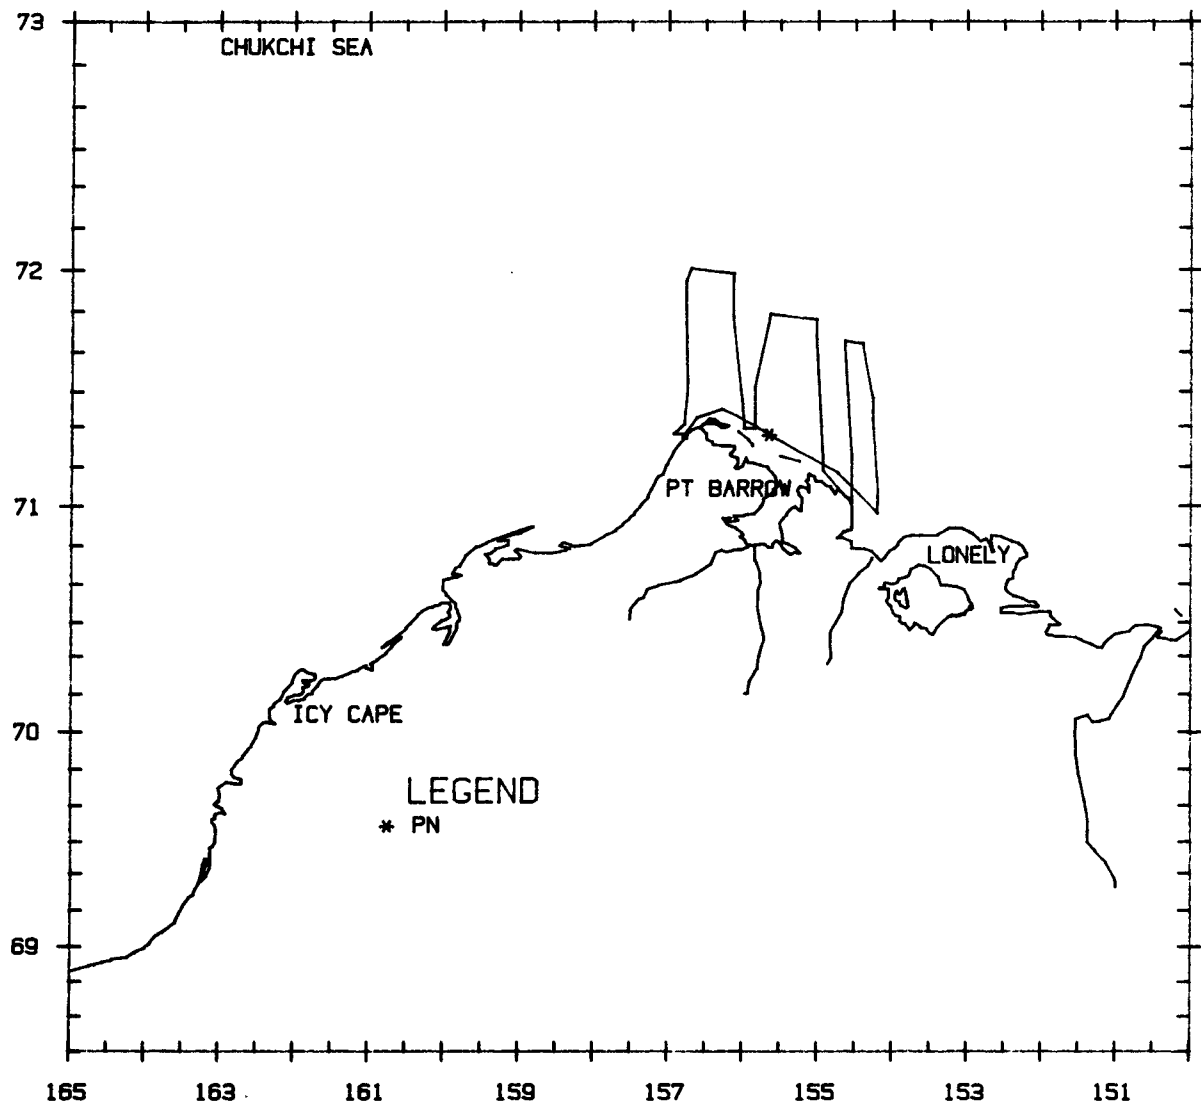 73
CHUKCHI SEA
72
71
PT BARROW
LONELY
70
ICY CAPE
LEGEND
* PN
69
165 163 161 159 157 155 153 151